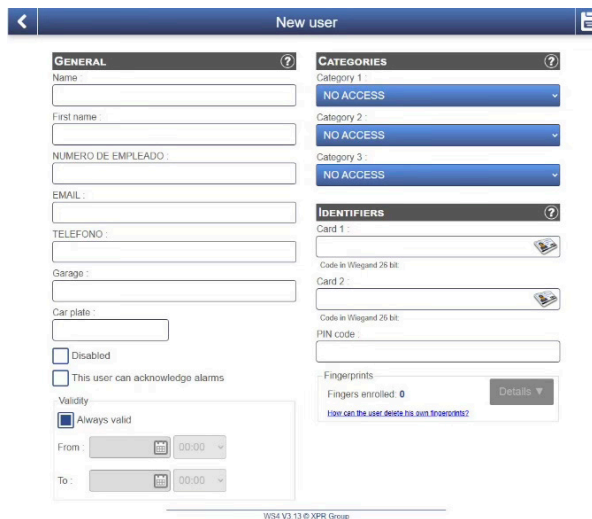 New user
GENERAL ?
Name :
First name :
NUMERO DE EMPLEADO :
EMAIL :
TELEFONO :
Garage :
Car plate :
Disabled
This user can acknowledge alarms
Validity
Always valid
From : 00:00
To : 00:00
CATEGORIES ?
Category 1 :
NO ACCESS
Category 2 :
NO ACCESS
Category 3 :
NO ACCESS
IDENTIFIERS ?
Card 1 :
Code in Wiegand 26 bit.
Card 2 :
Code in Wiegand 26 bit.
PIN code :
Fingerprints
Fingers enrolled: 0
Details ▼
How can the user delete his own fingerprints?
WS4 V3.13 © XPR Group